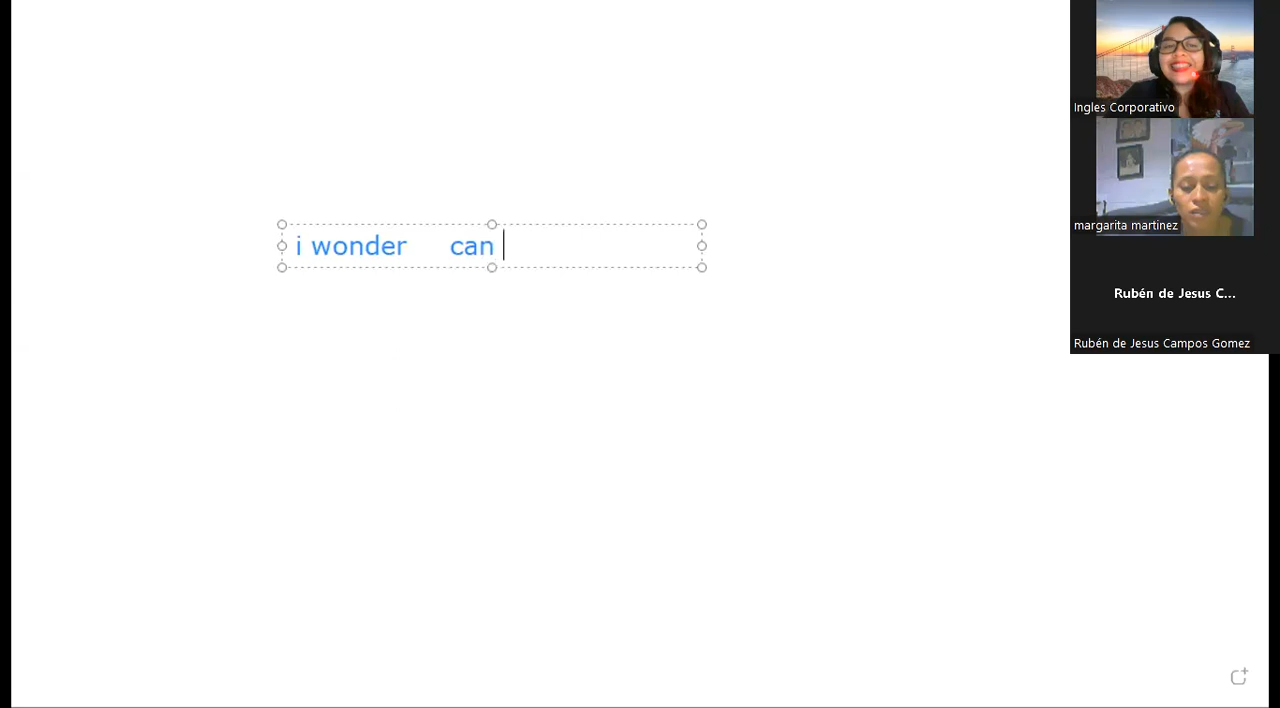 Ingles Corporativo
margarita martinez
i wonder can
Rubén de Jesus C...
Rubén de Jesus Campos Gomez